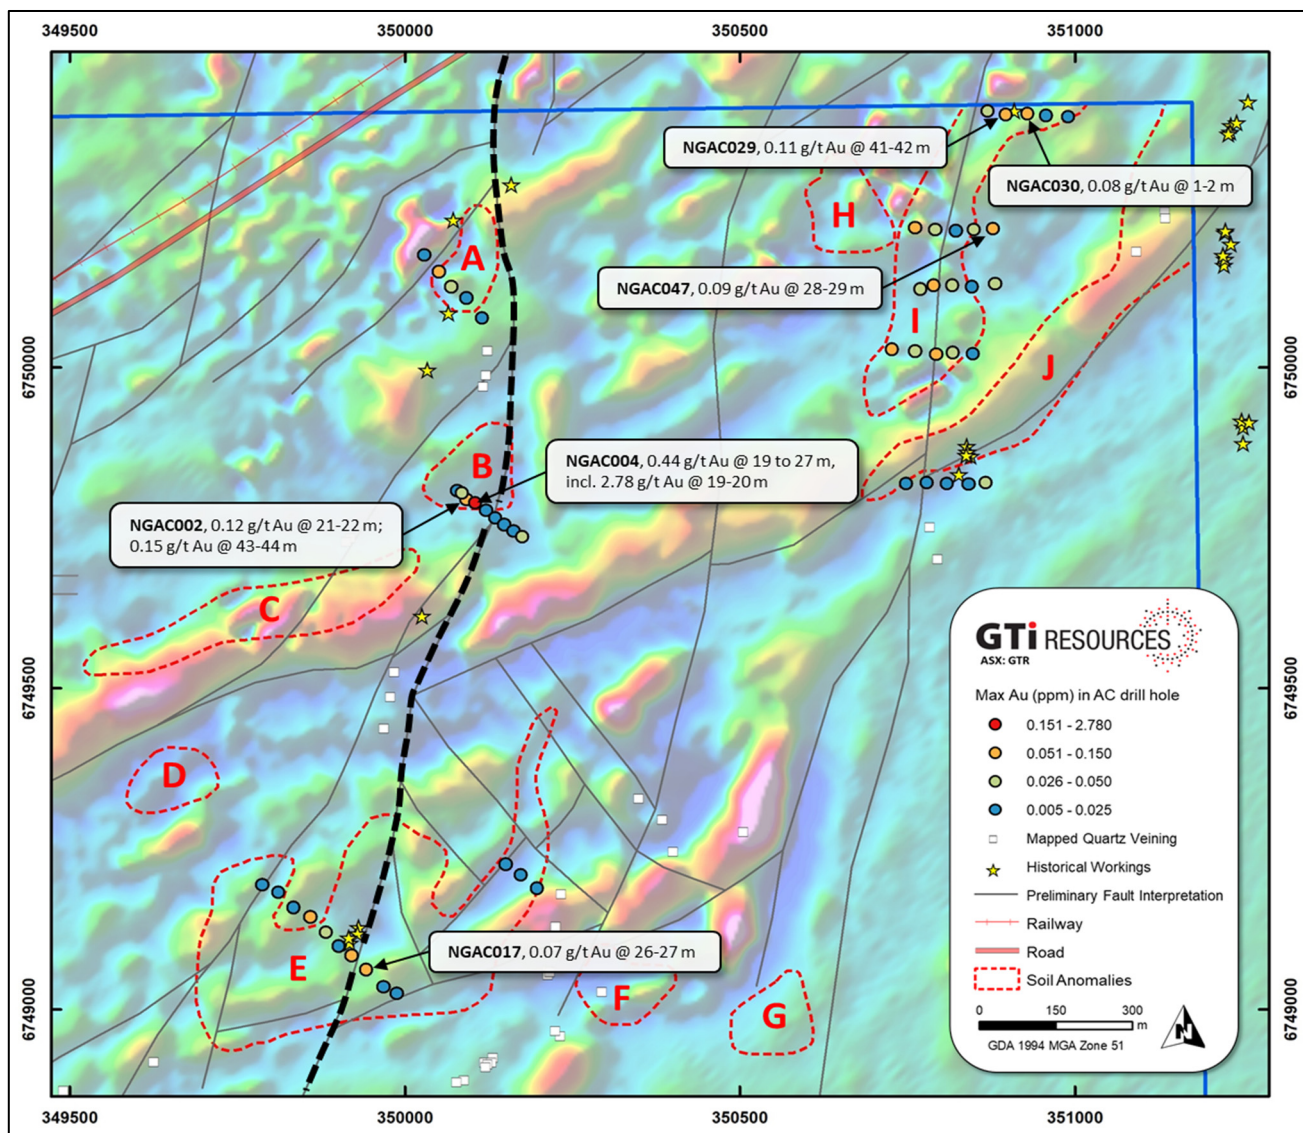 349500
350000
350500
351000
NGAC029, 0.11 g/t Au @ 41-42 m
NGAC030, 0.08 g/t Au @ 1-2 m
H
A
NGAC047, 0.09 g/t Au @ 28-29 m
I
6750000
6750000
J
B
NGAC004, 0.44 g/t Au @ 19 to 27 m,
incl. 2.78 g/t Au @ 19-20 m
NGAC002, 0.12 g/t Au @ 21-22 m;
0.15 g/t Au @ 43-44 m
C
6749500
6749500
D
E
NGAC017, 0.07 g/t Au @ 26-27 m
F
G
6749000
6749000
GTi RESOURCES
ASX: GTR
Max Au (ppm) in AC drill hole
0.151 - 2.780
0.051 - 0.150
0.026 - 0.050
0.005 - 0.025
Mapped Quartz Veining
Historical Workings
Preliminary Fault Interpretation
Railway
Road
Soil Anomalies
0 150 300
m
GDA 1994 MGA Zone 51
N
349500
350000
350500
351000